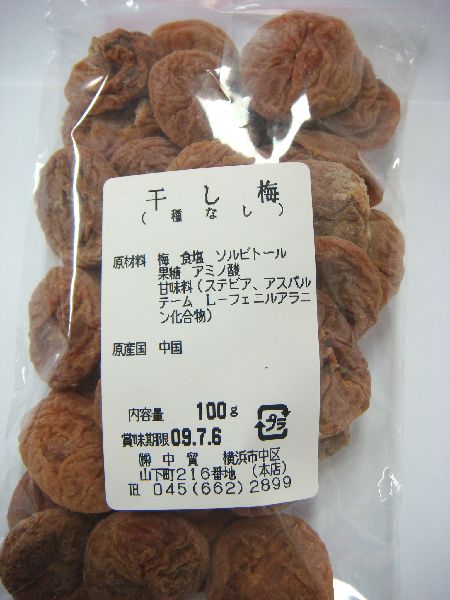 干し梅
(種なし)
原材料 梅 食塩 ソルビトール
果糖 アミノ酸
甘味料(ステビア、アスパル
テーム L-フェニルアラニ
ン化合物)
原産国 中国
内容量 100g
プラ
賞味期限09.7.6
㈱ 中 貿 横浜市中区
山下町216番地 (本店)
℡ 045(662)2899